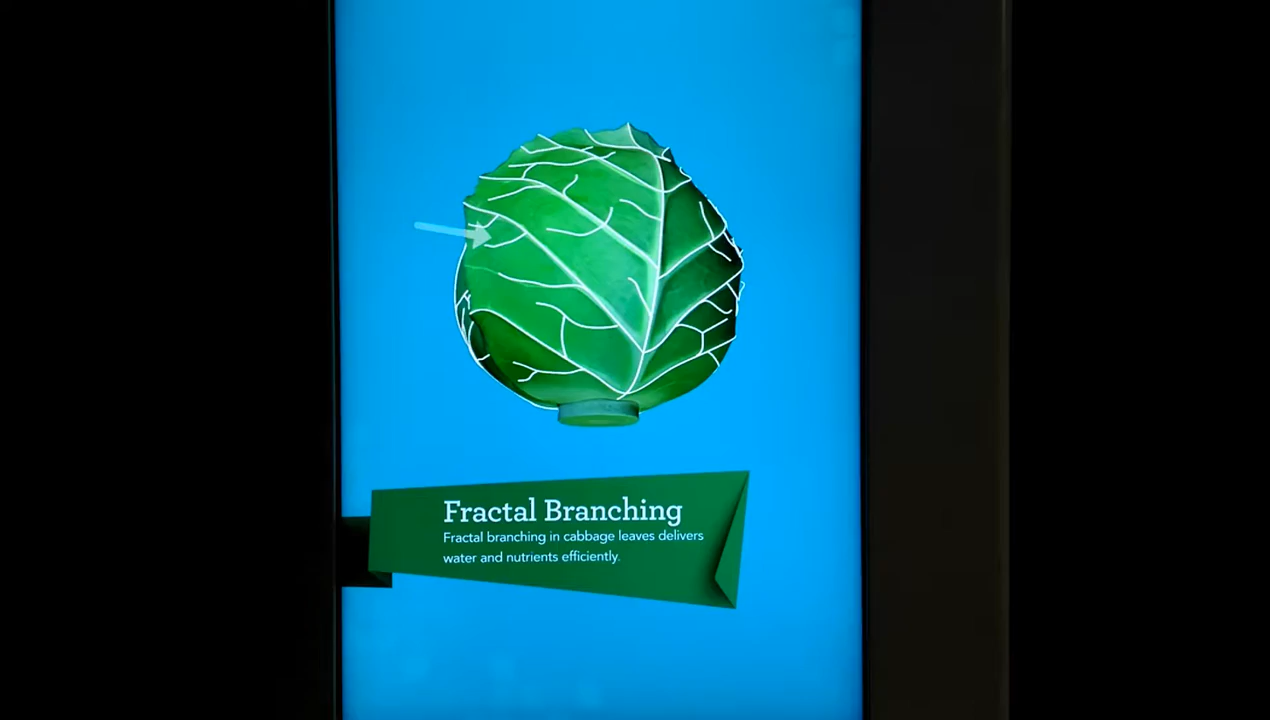 Fractal Branching
Fractal branching in cabbage leaves delivers
water and nutrients efficiently.